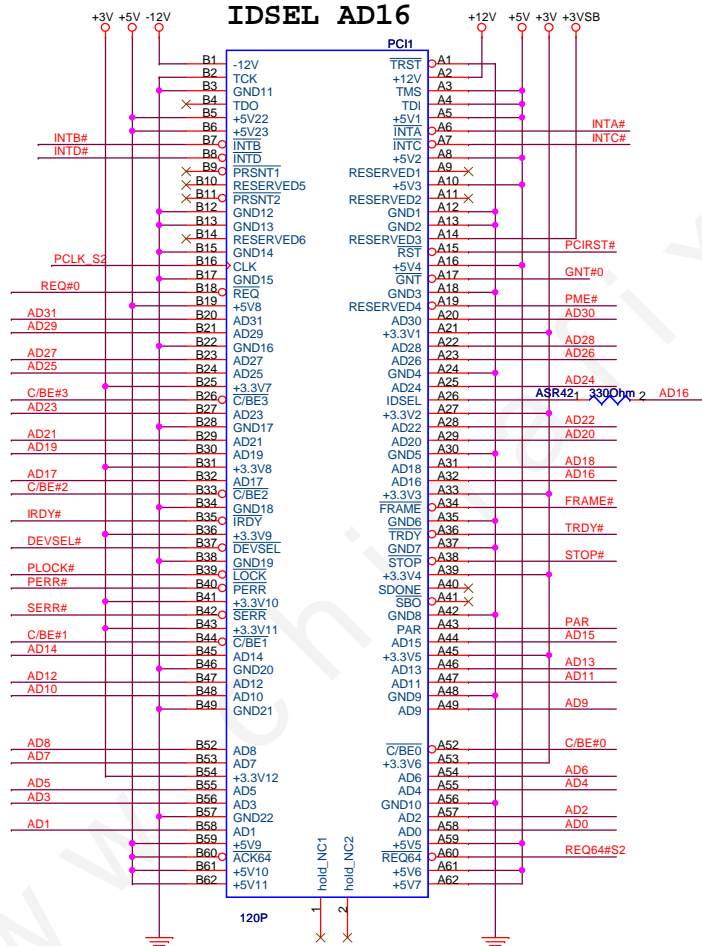 IDSEL AD16
+3V +5V -12V +12V +5V +3V +3VSB
PCI1
B1 -12V TRST A1
B2 TCK +12V A2
B3 GND11 TMS A3
B4 TDO TDI A4
B5 +5V22 +5V1 A5
B6 +5V23 INTA A6 INTA#
INTB# B7 INTB INTC A7 INTC#
INTD# B8 INTD +5V2 A8
B9 PRSNT1 RESERVED1 A9
B10 RESERVED5 +5V3 A10
B11 PRSNT2 RESERVED2 A11
B12 GND12 GND1 A12
B13 GND13 GND2 A13
B14 RESERVED6 RESERVED3 A14
B15 GND14 RST A15 PCIRST#
PCLK_S2 B16 CLK +5V4 A16
B17 GND15 GNT A17 GNT#0
REQ#0 B18 REQ GND3 A18
B19 +5V8 RESERVED4 A19 PME#
AD31 B20 AD31 AD30 A20 AD30
AD29 B21 AD29 +3.3V1 A21
B22 GND16 AD28 A22 AD28
AD27 B23 AD27 AD26 A23 AD26
AD25 B24 AD25 GND4 A24
B25 +3.3V7 AD24 A25 AD24
C/BE#3 B26 C/BE3 IDSEL A26 ASR42 1 330Ohm 2 AD16
AD23 B27 AD23 +3.3V2 A27
B28 GND17 AD22 A28 AD22
AD21 B29 AD21 AD20 A29 AD20
AD19 B30 AD19 GND5 A30
B31 +3.3V8 AD18 A31 AD18
AD17 B32 AD17 AD16 A32 AD16
C/BE#2 B33 C/BE2 +3.3V3 A33
B34 GND18 FRAME A34 FRAME#
IRDY# B35 IRDY GND6 A35
B36 +3.3V9 TRDY A36 TRDY#
DEVSEL# B37 DEVSEL GND7 A37
B38 GND19 STOP A38 STOP#
PLOCK# B39 LOCK +3.3V4 A39
PERR# B40 PERR SDONE A40
B41 +3.3V10 SBO A41
SERR# B42 SERR GND8 A42
B43 +3.3V11 PAR A43 PAR
C/BE#1 B44 C/BE1 AD15 A44 AD15
AD14 B45 AD14 +3.3V5 A45
B46 GND20 AD13 A46 AD13
AD12 B47 AD12 AD11 A47 AD11
AD10 B48 AD10 GND9 A48
B49 GND21 AD9 A49 AD9
AD8 B52 AD8 C/BE0 A52 C/BE#0
AD7 B53 AD7 +3.3V6 A53
B54 +3.3V12 AD6 A54 AD6
AD5 B55 AD5 AD4 A55 AD4
AD3 B56 AD3 GND10 A56
B57 GND22 AD2 A57 AD2
AD1 B58 AD1 AD0 A58 AD0
B59 +5V9 +5V5 A59
B60 ACK64 REQ64 A60 REQ64#S2
B61 +5V10 +5V6 A61
B62 +5V11 +5V7 A62
hold_NC1 hold_NC2
120P
1 2